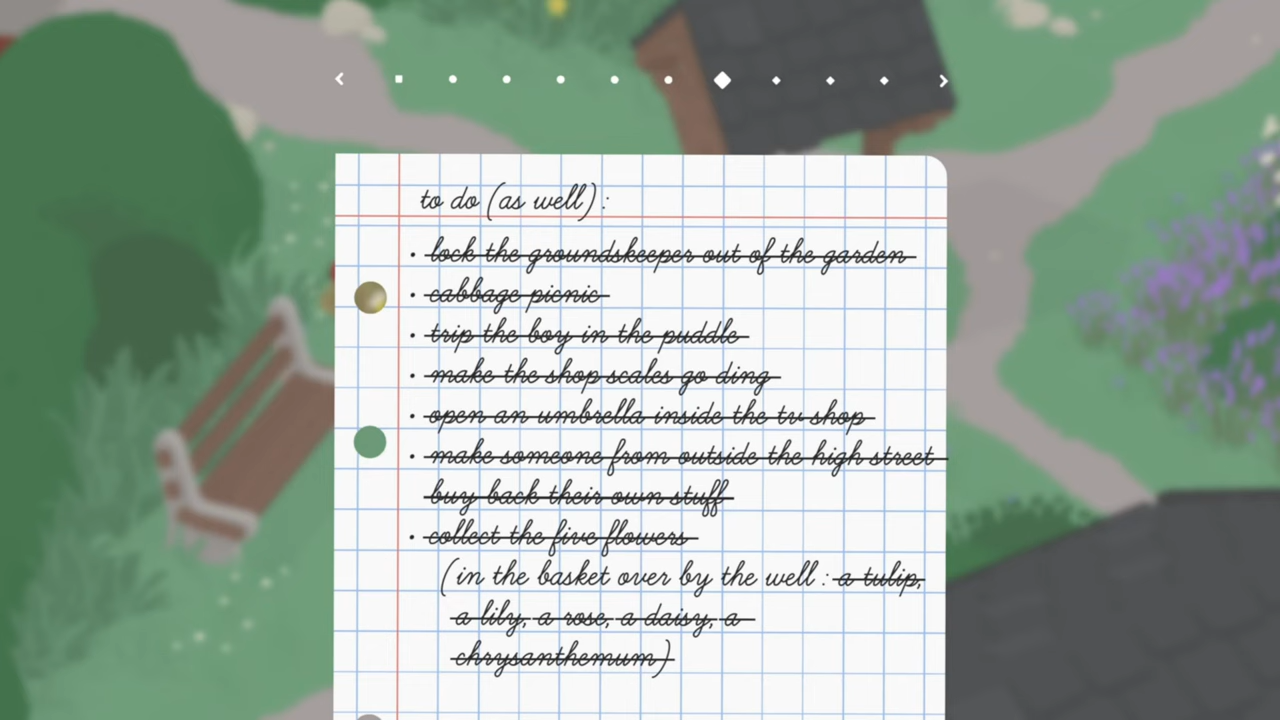 to do (as well):
• lock the groundskeeper out of the garden
• cabbage picnic
• trip the boy in the puddle
• make the shop scales go ding
• open an umbrella inside the tv shop
• make someone from outside the high street
buy back their own stuff
• collect the five flowers
(in the basket over by the well: a tulip,
a lily, a rose, a daisy, a
chrysanthemum)